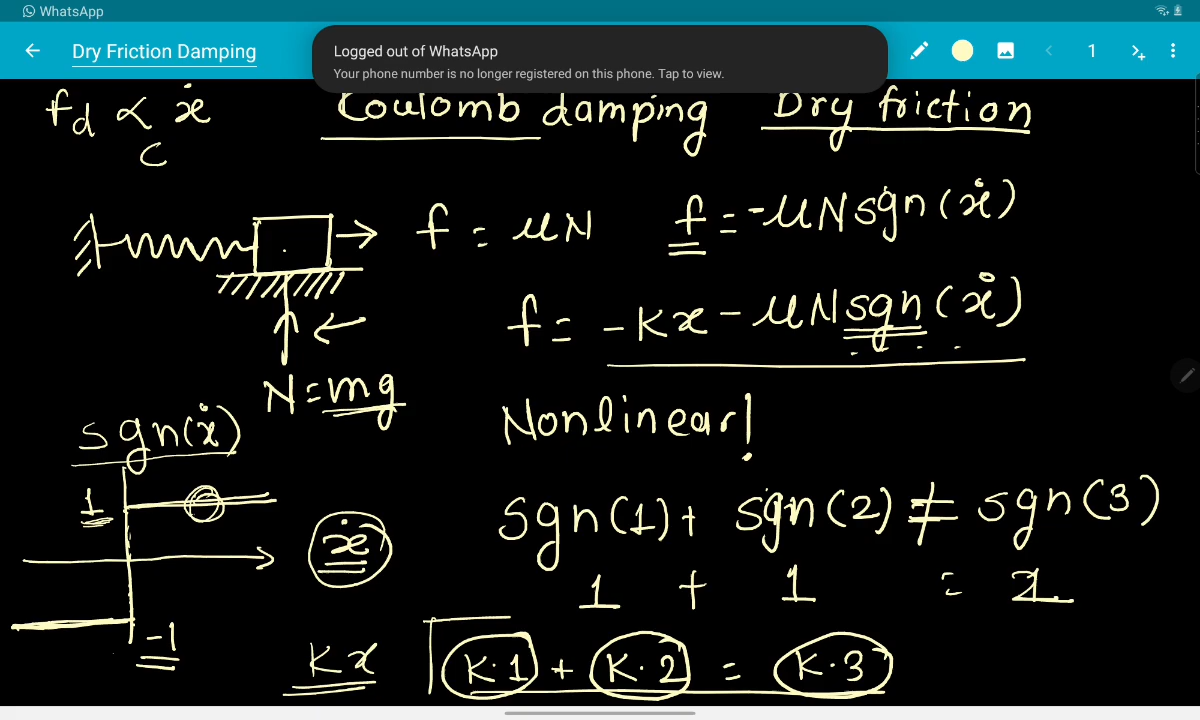 WhatsApp
Dry Friction Damping
Logged out of WhatsApp
Your phone number is no longer registered on this phone. Tap to view.
1
fd ∝ ẋ
c
Coulomb damping Dry friction
f = μN
f = -μN sgn(ẋ)
f = -Kx - μN sgn(ẋ)
N = mg
Nonlinear!
sgn(ẋ)
1
-1
ẋ
sgn(1) + sgn(2) ≠ sgn(3)
1 + 1 = 1
Kx
K·1 + K·2 = K·3